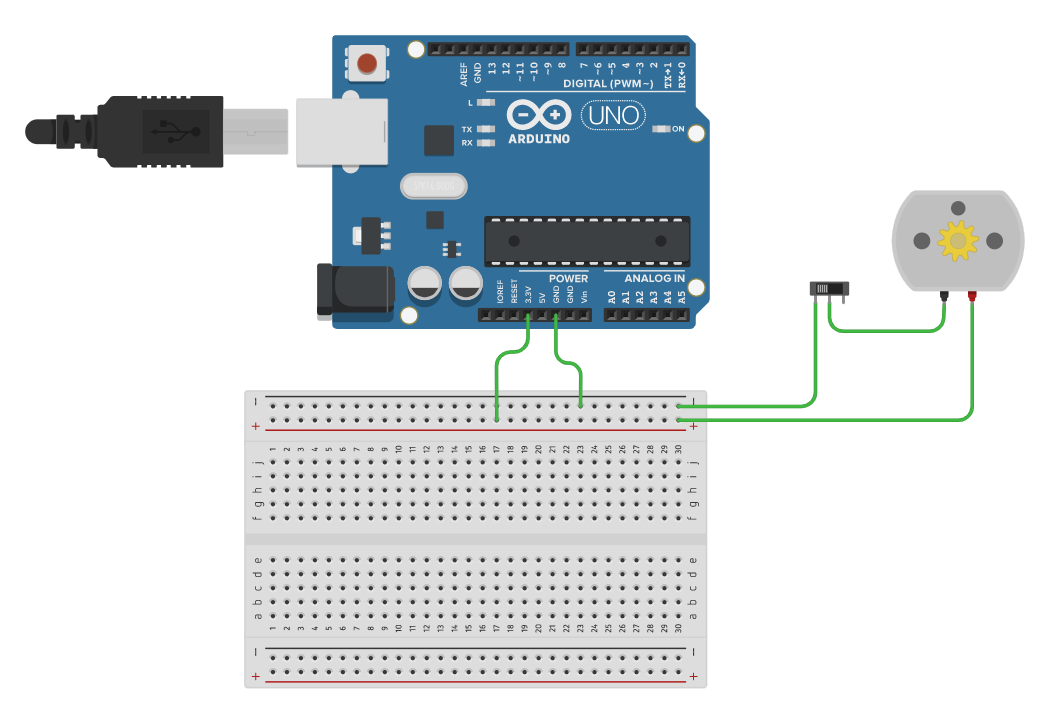 AREF
GND
13
12
~11
~10
~9
8
7
~6
~5
4
~3
2
TX→1
RX←0
DIGITAL (PWM~)
L
TX
RX
ARDUINO
UNO
ON
POWER
ANALOG IN
IOREF
RESET
3.3V
5V
GND
GND
Vin
A0
A1
A2
A3
A4
A5
− −
+ +
1 2 3 4 5 6 7 8 9 10 11 12 13 14 15 16 17 18 19 20 21 22 23 24 25 26 27 28 29 30
j j
i i
h h
g g
f f
e e
d d
c c
b b
a a
1 2 3 4 5 6 7 8 9 10 11 12 13 14 15 16 17 18 19 20 21 22 23 24 25 26 27 28 29 30
− −
+ +